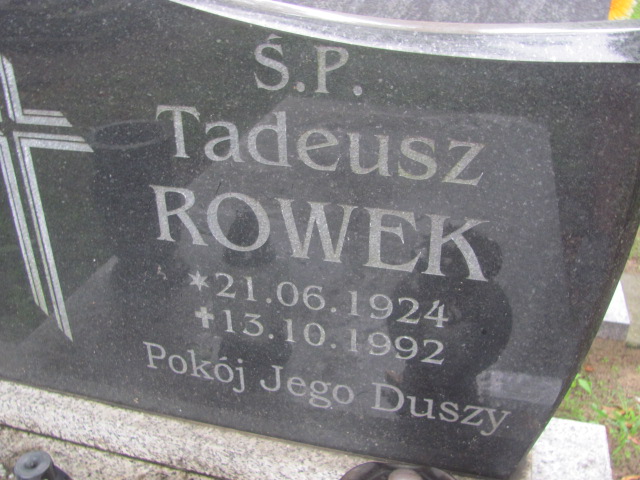 Ś.P.
Tadeusz
ROWEK
*21.06.1924
✝13.10.1992
Pokój Jego Duszy